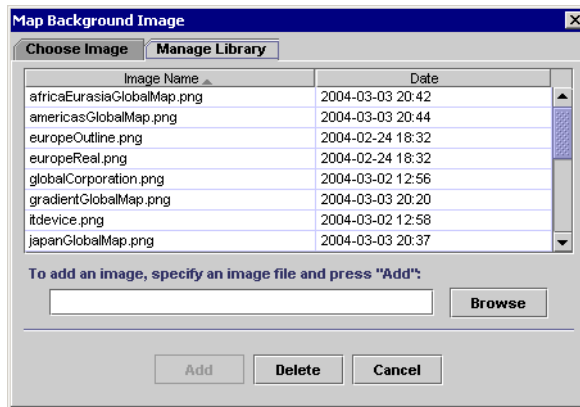 Map Background Image
Choose Image Manage Library
Image Name Date
africaEurasiaGlobalMap.png 2004-03-03 20:42
americasGlobalMap.png 2004-03-03 20:44
europeOutline.png 2004-02-24 18:32
europeReal.png 2004-02-24 18:32
globalCorporation.png 2004-03-02 12:56
gradientGlobalMap.png 2004-03-03 20:20
itdevice.png 2004-03-02 12:58
japanGlobalMap.png 2004-03-03 20:37
To add an image, specify an image file and press "Add":
Browse
Add Delete Cancel